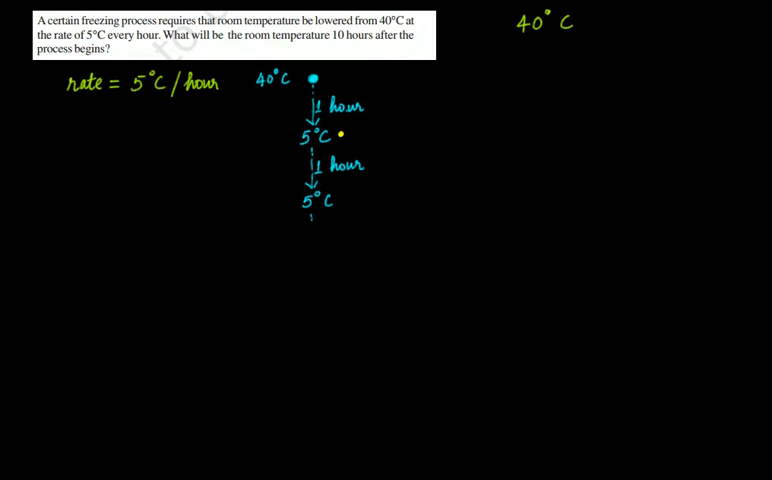 A certain freezing process requires that room temperature be lowered from 40°C at
the rate of 5°C every hour. What will be the room temperature 10 hours after the
process begins?
40°C
rate = 5°C/hour
40°C
1 hour
5°C
1 hour
5°C